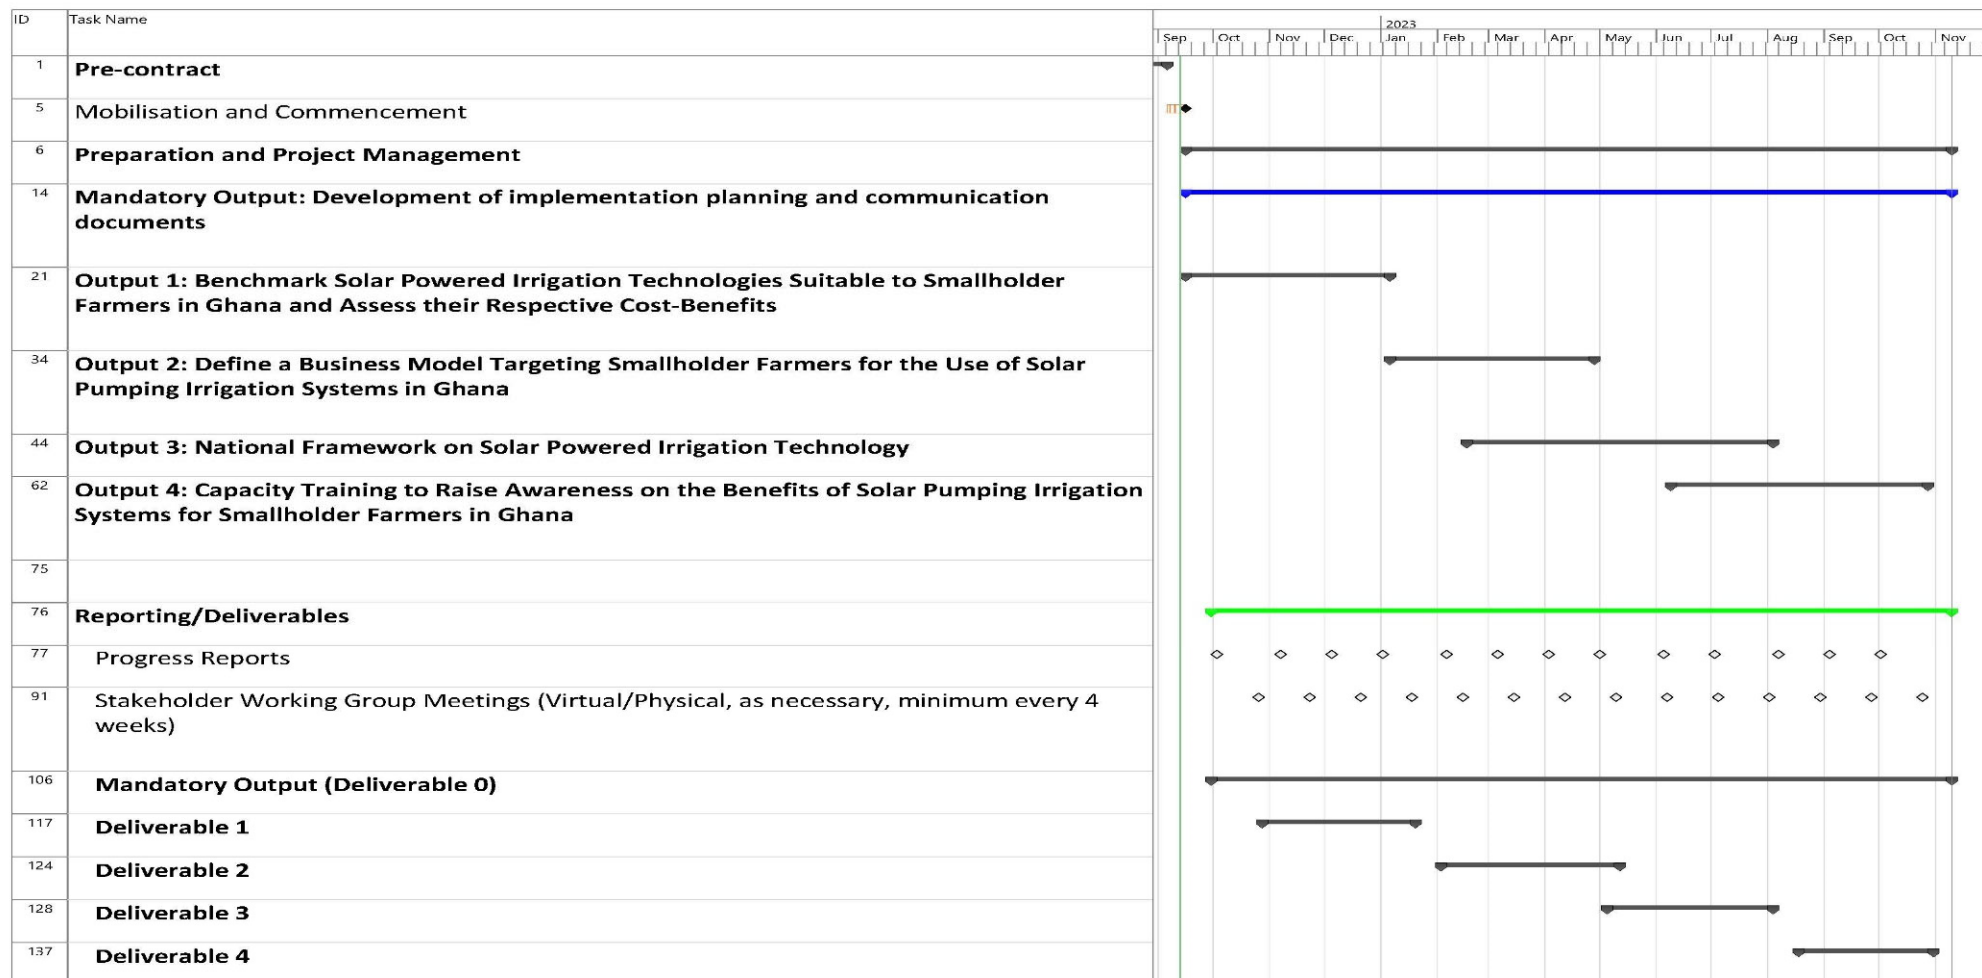 ID Task Name
2023
Sep Oct Nov Dec Jan Feb Mar Apr May Jun Jul Aug Sep Oct Nov
1 Pre-contract
5 Mobilisation and Commencement
6 Preparation and Project Management
14 Mandatory Output: Development of implementation planning and communication
documents
21 Output 1: Benchmark Solar Powered Irrigation Technologies Suitable to Smallholder
Farmers in Ghana and Assess their Respective Cost-Benefits
34 Output 2: Define a Business Model Targeting Smallholder Farmers for the Use of Solar
Pumping Irrigation Systems in Ghana
44 Output 3: National Framework on Solar Powered Irrigation Technology
62 Output 4: Capacity Training to Raise Awareness on the Benefits of Solar Pumping Irrigation
Systems for Smallholder Farmers in Ghana
75
76 Reporting/Deliverables
77 Progress Reports
91 Stakeholder Working Group Meetings (Virtual/Physical, as necessary, minimum every 4
weeks)
106 Mandatory Output (Deliverable 0)
117 Deliverable 1
124 Deliverable 2
128 Deliverable 3
137 Deliverable 4